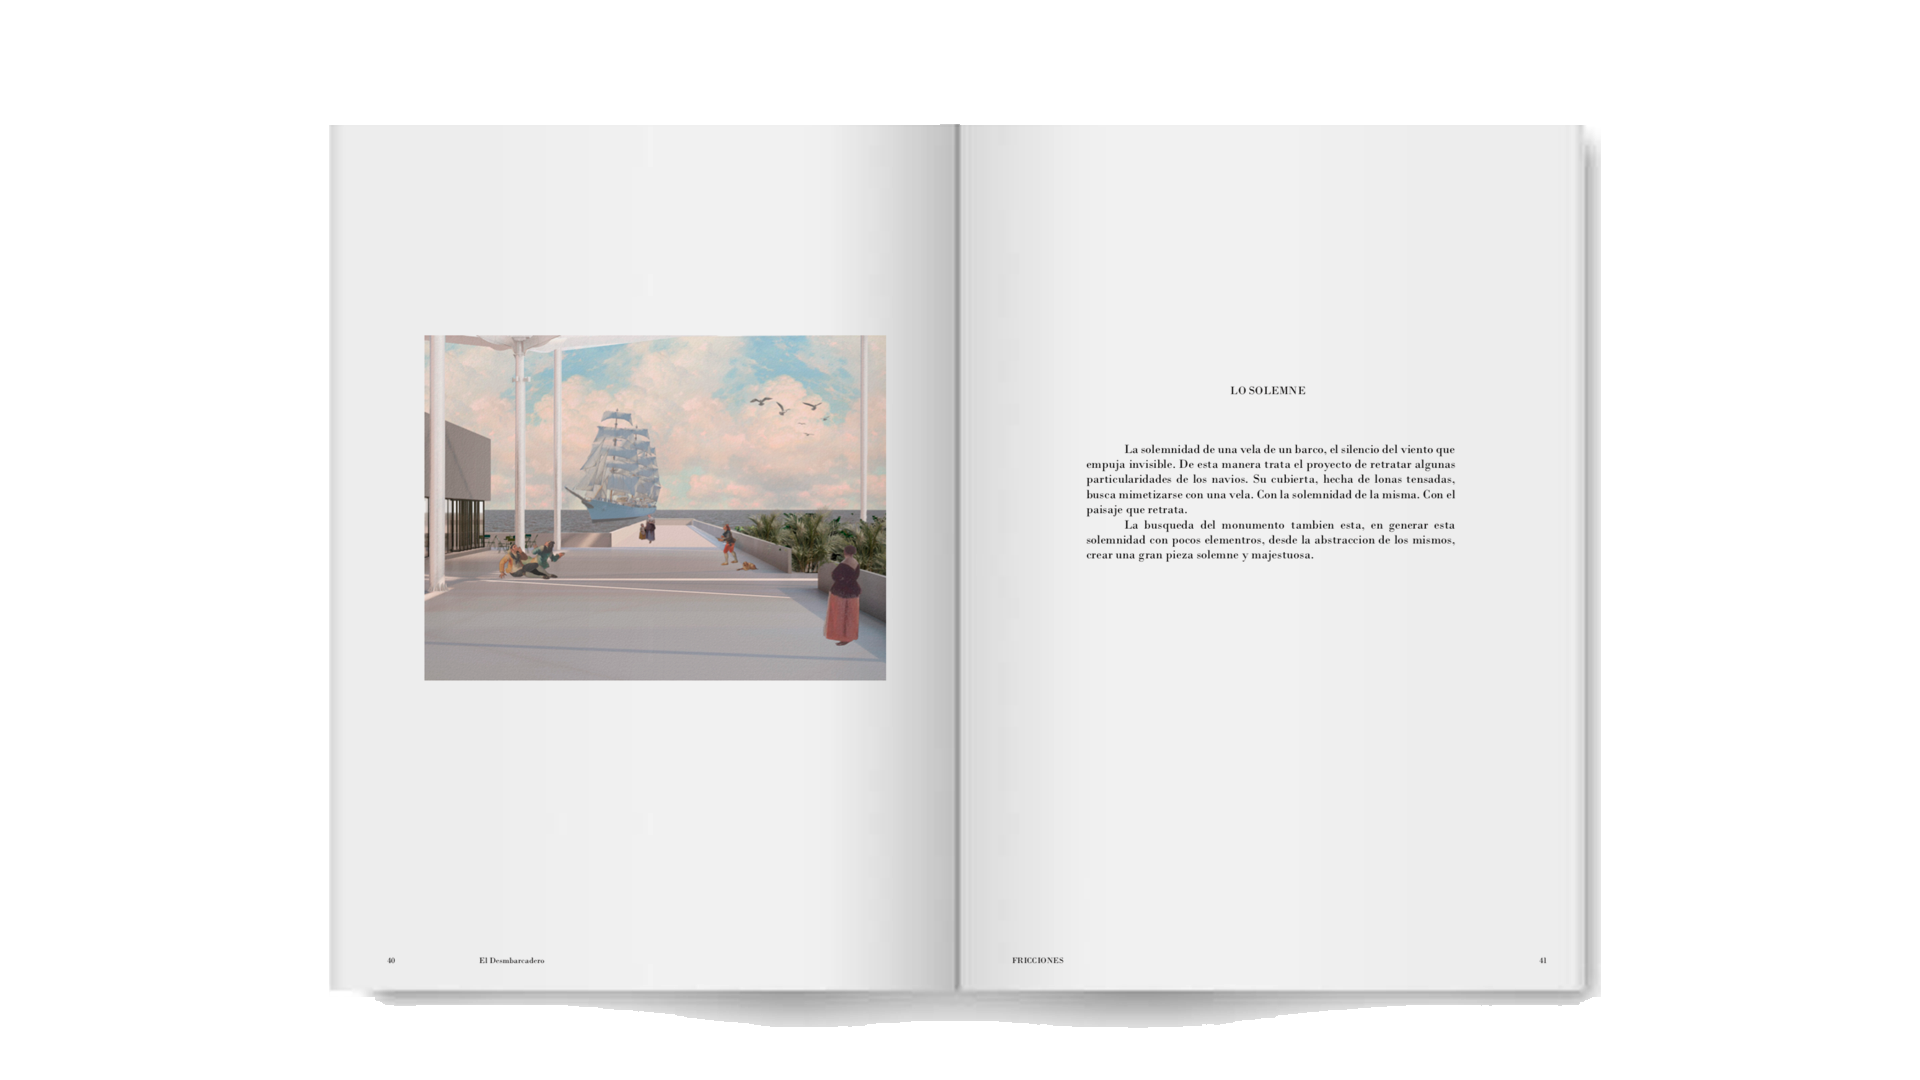 LO SOLEMNE
La solemnidad de una vela de un barco, el silencio del viento que
empuja invisible. De esta manera trata el proyecto de retratar algunas
particularidades de los navios. Su cubierta, hecha de lonas tensadas,
busca mimetizarse con una vela. Con la solemnidad de la misma. Con el
paisaje que retrata.
La busqueda del monumento tambien esta, en generar esta
solemnidad con pocos elementros, desde la abstraccion de los mismos,
crear una gran pieza solemne y majestuosa.
40 El Desmbarcadero
FRICCIONES 41